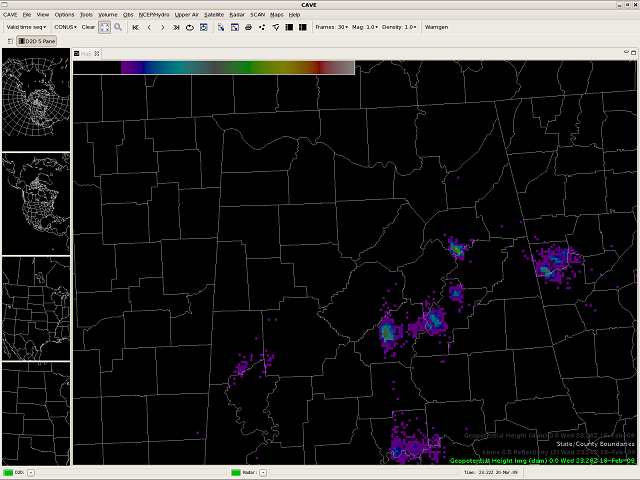 CAVE
CAVE File View Options Tools Volume Obs NCEP/Hydro Upper Air Satellite Radar SCAN Maps Help
Valid time seq CONUS Clear Frames: 30 Mag: 1.0 Density: 1.0 Warngen
D2D 5 Pane
Map
Geopotential Height (dam) 0.0 Wed 23:28Z 18-Feb-09
State/County Boundaries
0.5 Reflectivity (Z) Wed 23:28Z 18-Feb-09
Geopotential Height Img (dam) 0.0 Wed 23:28Z 18-Feb-09
D2D: - Radar: - Time: 23:22Z 20-Mar-09